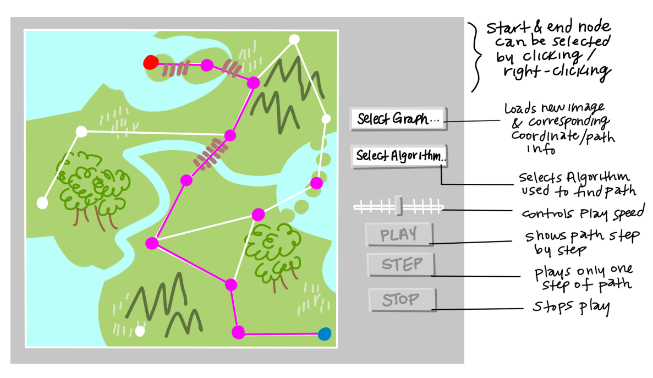 Start & end node
can be selected
by clicking /
right-clicking
Select Graph...
Loads new image
& corresponding
coordinate/path
info
Select Algorithm..
Selects Algorithm
used to find path
controls Play speed
PLAY
Shows path step
by step
STEP
plays only one
step of path
STOP
Stops play